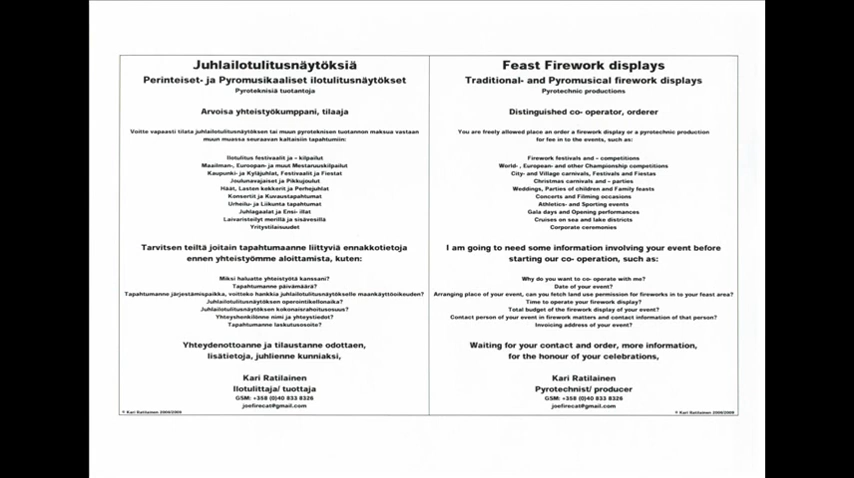 Juhlailotulitusnäytöksiä
Perinteiset- ja Pyromusikaaliset ilotulitusnäytökset
Pyroteknisiä tuotantoja
Arvoisa yhteistyökumppani, tilaaja
Voitte vapaasti tilata juhlailotulitusnäytöksen tai muun pyroteknisen tuotannon maksua vastaan
muun muassa seuraavan kaltaisiin tapahtumiin:
Ilotulitus festivaalit ja – kilpailut
Maailman-, Euroopan- ja muut Mestaruuskilpailut
Kaupunki- ja Kyläjuhlat, Festivaalit ja Fiestat
Joulunavajaiset ja Pikkujoulut
Häät, Lasten kekkerit ja Perhejuhlat
Konsertit ja Kuvaustapahtumat
Urheilu- ja Liikunta tapahtumat
Juhlagaalat ja Ensi- illat
Laivaristeilyt merillä ja sisävesillä
Yritystilaisuudet
Tarvitsen teiltä joitain tapahtumaanne liittyviä ennakkotietoja
ennen yhteistyömme aloittamista, kuten:
Miksi haluatte yhteistyötä kanssani?
Tapahtumanne päivämäärä?
Tapahtumanne järjestämispaikka, voitteko hankkia juhlailotulitusnäytökselle maankäyttöoikeuden?
Juhlailotulitusnäytöksen operointikellonaika?
Juhlailotulitusnäytöksen kokonaisrahoitusosuus?
Yhteyshenkilönne nimi ja yhteystiedot?
Tapahtumanne laskutusosoite?
Yhteydenottoanne ja tilaustanne odottaen,
lisätietoja, juhlienne kunniaksi,
Kari Ratilainen
Ilotulittaja/ tuottaja
GSM: +358 (0)40 933 8326
joefirecat@gmail.com
© Kari Ratilainen 2008/2009
Feast Firework displays
Traditional- and Pyromusical firework displays
Pyrotechnic productions
Distinguished co- operator, orderer
You are freely allowed place an order a firework display or a pyrotechnic production
for fee in to the events, such as:
Firework festivals and – competitions
World- , European- and other Championship competitions
City- and Village carnivals, Festivals and Fiestas
Christmas carnivals and – parties
Weddings, Parties of children and Family feasts
Concerts and Filming occasions
Athletics- and Sporting events
Gala days and Opening performances
Cruises on sea and lake districts
Corporate ceremonies
I am going to need some information involving your event before
starting our co- operation, such as:
Why do you want to co- operate with me?
Date of your event?
Arranging place of your event, can you fetch land use permission for fireworks in to your feast area?
Time to operate your firework display?
Total budget of the firework display of your event?
Contact person of your event in firework matters and contact information of that person?
Invoicing address of your event?
Waiting for your contact and order, more information,
for the honour of your celebrations,
Kari Ratilainen
Pyrotechnist/ producer
GSM: +358 (0)40 933 8326
joefirecat@gmail.com
© Kari Ratilainen 2008/2009